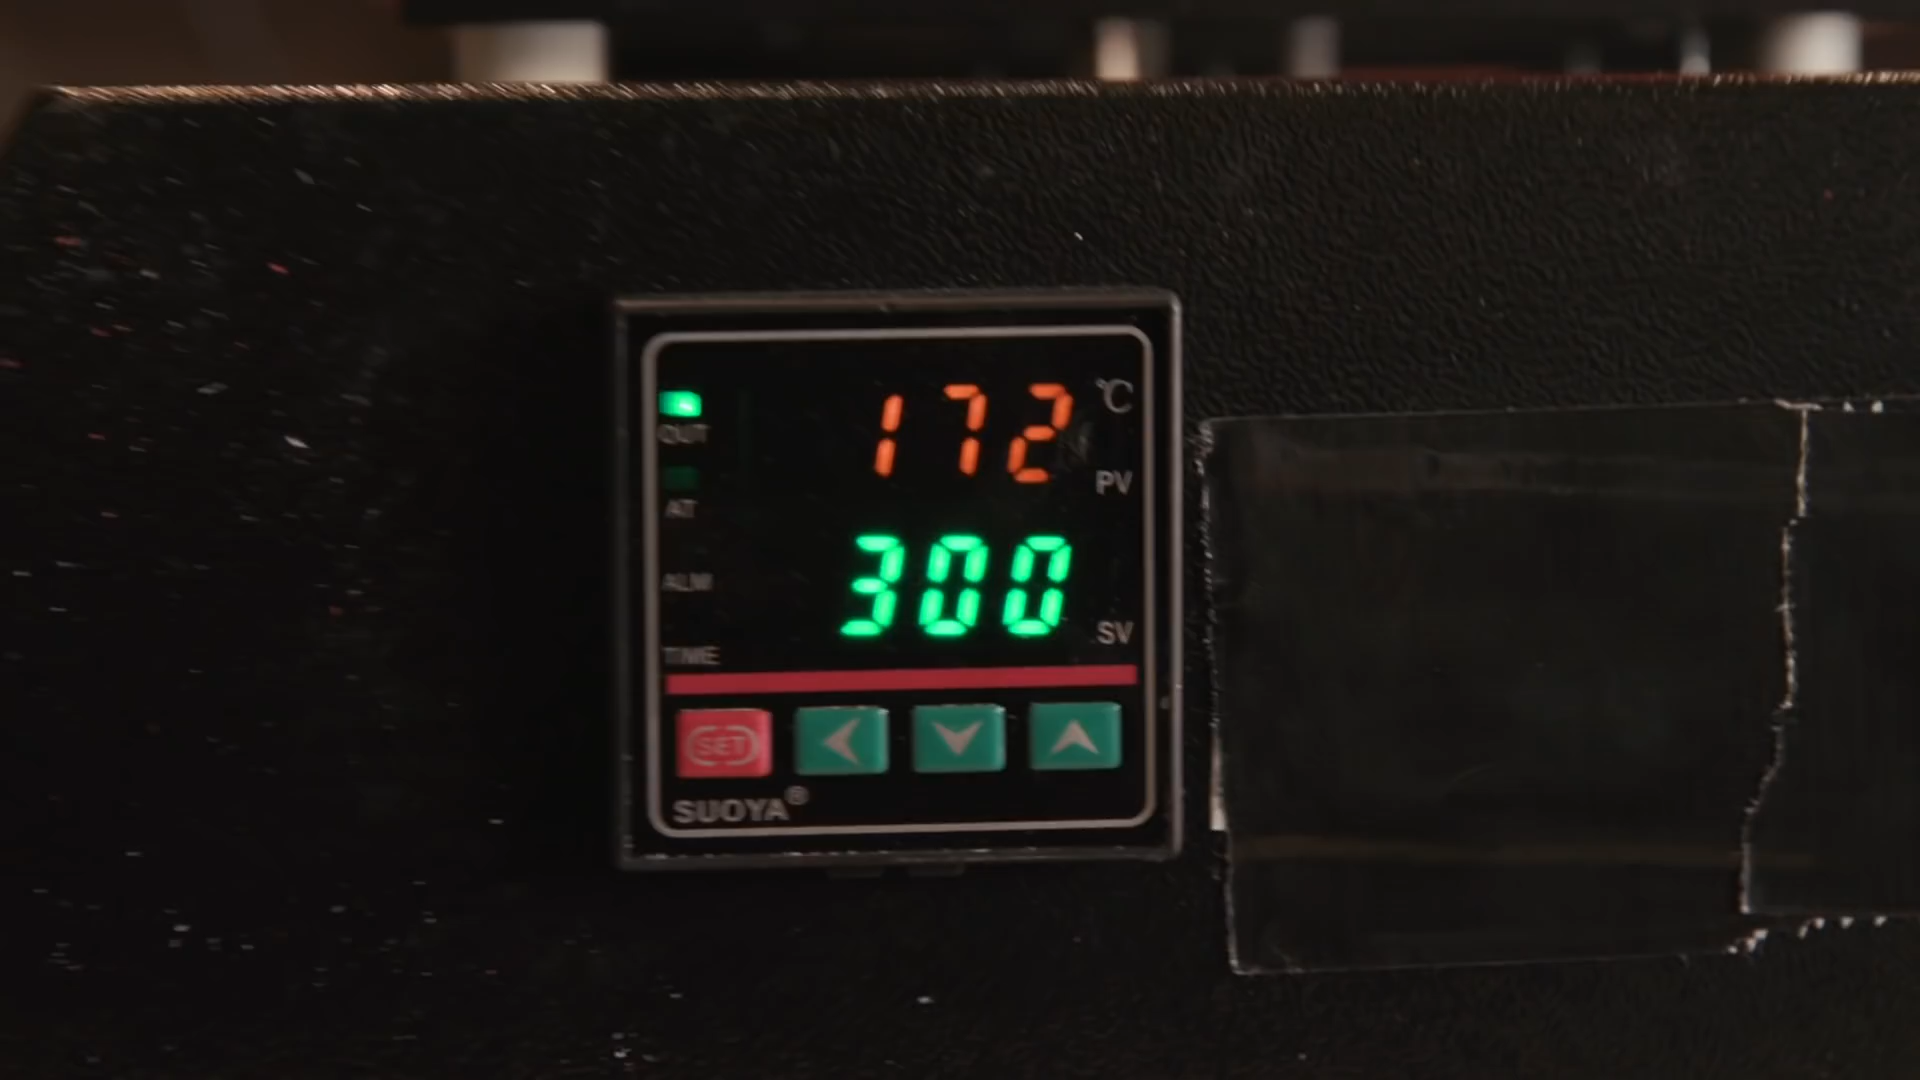 172 ℃
OUT
PV
AT
300
ALM
SV
TIME
SET
SUOYA®